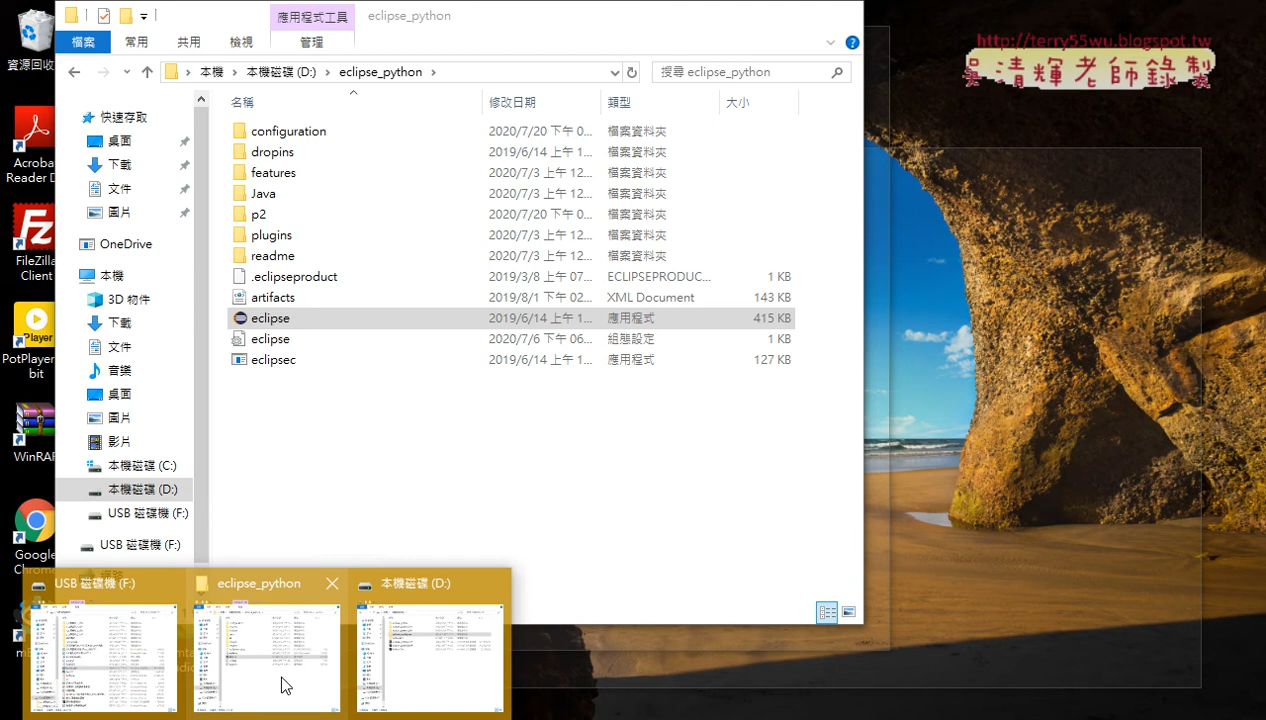 應用程式工具
eclipse_python
檔案
常用
共用
檢視
管理
本機
本機磁碟 (D:)
eclipse_python
搜尋 eclipse_python
http://terry55wu.blogspot.tw
吳清輝老師錄製
資源回收
Acroba
Reader D
FileZilla
Client
Player
PotPlayer
bit
WinRAR
Google
快速存取
桌面
下載
文件
圖片
OneDrive
本機
3D 物件
下載
文件
音樂
桌面
圖片
影片
本機磁碟 (C:)
本機磁碟 (D:)
USB 磁碟機 (F:)
USB 磁碟機 (F:)
名稱
修改日期
類型
大小
configuration 2020/7/20 下午 0... 檔案資料夾
dropins 2019/6/14 上午 1... 檔案資料夾
features 2020/7/3 上午 12... 檔案資料夾
Java 2020/7/3 上午 12... 檔案資料夾
p2 2020/7/20 下午 0... 檔案資料夾
plugins 2020/7/3 上午 12... 檔案資料夾
readme 2020/7/3 上午 12... 檔案資料夾
.eclipseproduct 2019/3/8 上午 07... ECLIPSEPRODUC... 1 KB
artifacts 2019/8/1 下午 02... XML Document 143 KB
eclipse 2019/6/14 上午 1... 應用程式 415 KB
eclipse 2020/7/6 下午 06... 組態設定 1 KB
eclipsec 2019/6/14 上午 1... 應用程式 127 KB
USB 磁碟機 (F:)
eclipse_python
本機磁碟 (D:)